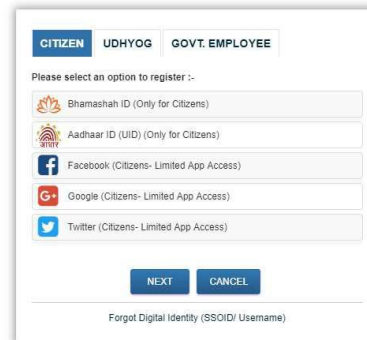 CITIZEN UDHYOG GOVT. EMPLOYEE
Please select an option to register :-
Bhamashah ID (Only for Citizens)
आधार Aadhaar ID (UID) (Only for Citizens)
Facebook (Citizens- Limited App Access)
G+ Google (Citizens- Limited App Access)
Twitter (Citizens- Limited App Access)
NEXT CANCEL
Forgot Digital Identity (SSOID/ Username)